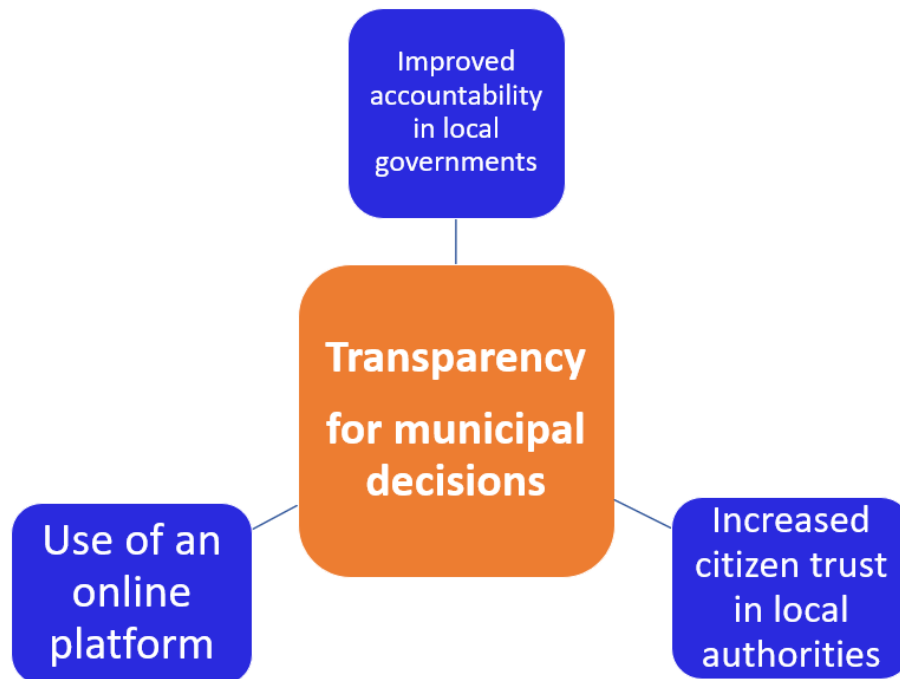 Improved
accountability
in local
governments
Transparency
for municipal
decisions
Use of an
online
platform
Increased
citizen trust
in local
authorities